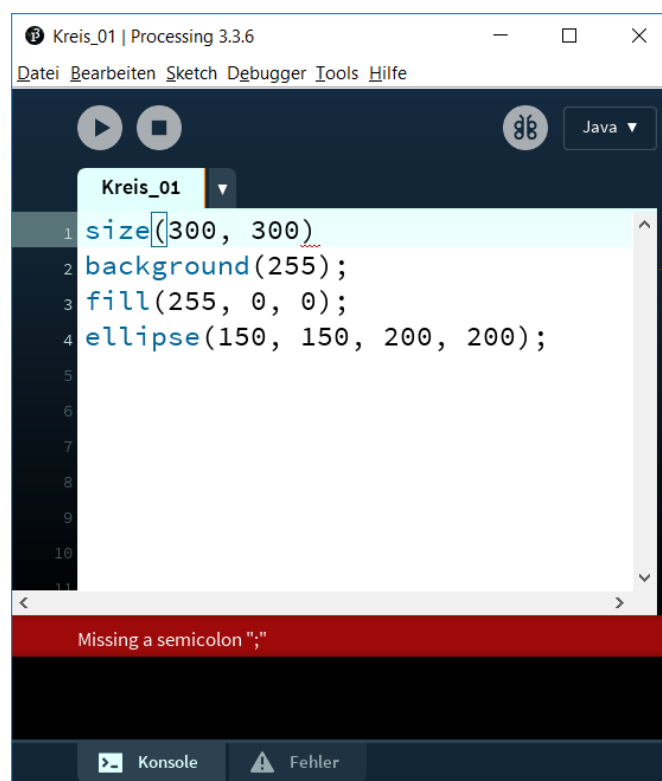 Kreis_01 | Processing 3.3.6
Datei Bearbeiten Sketch Debugger Tools Hilfe
Java ▼
Kreis_01 ▼
1 size(300, 300)
2 background(255);
3 fill(255, 0, 0);
4 ellipse(150, 150, 200, 200);
5
6
7
8
9
10
11
Missing a semicolon ";"
Konsole Fehler